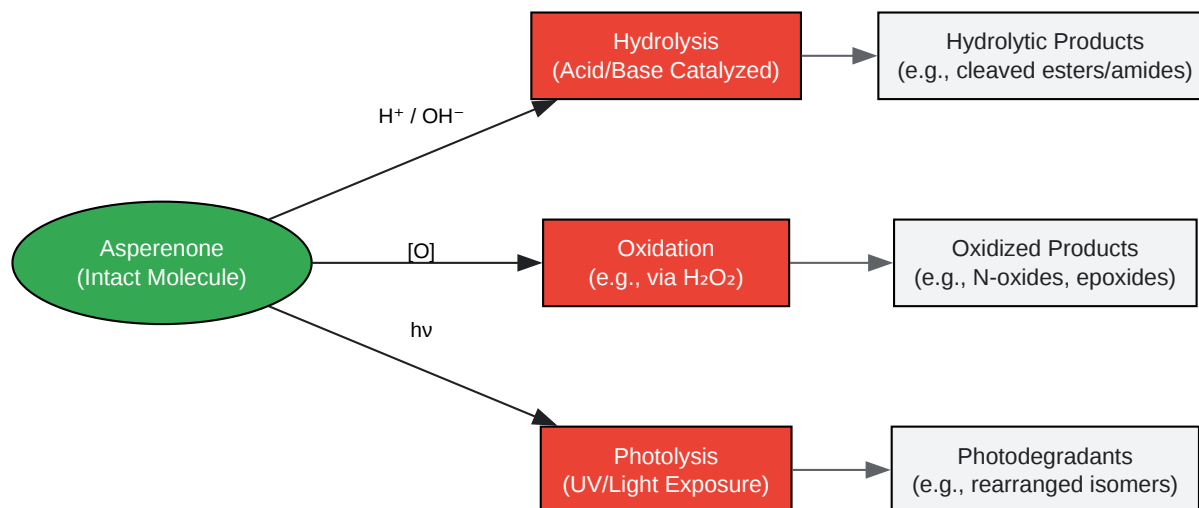 Hydrolysis
(Acid/Base Catalyzed)
Hydrolytic Products
(e.g., cleaved esters/amides)
H⁺ / OH⁻
Asperenone
(Intact Molecule)
[O]
Oxidation
(e.g., via H₂O₂)
Oxidized Products
(e.g., N-oxides, epoxides)
hν
Photolysis
(UV/Light Exposure)
Photodegradants
(e.g., rearranged isomers)